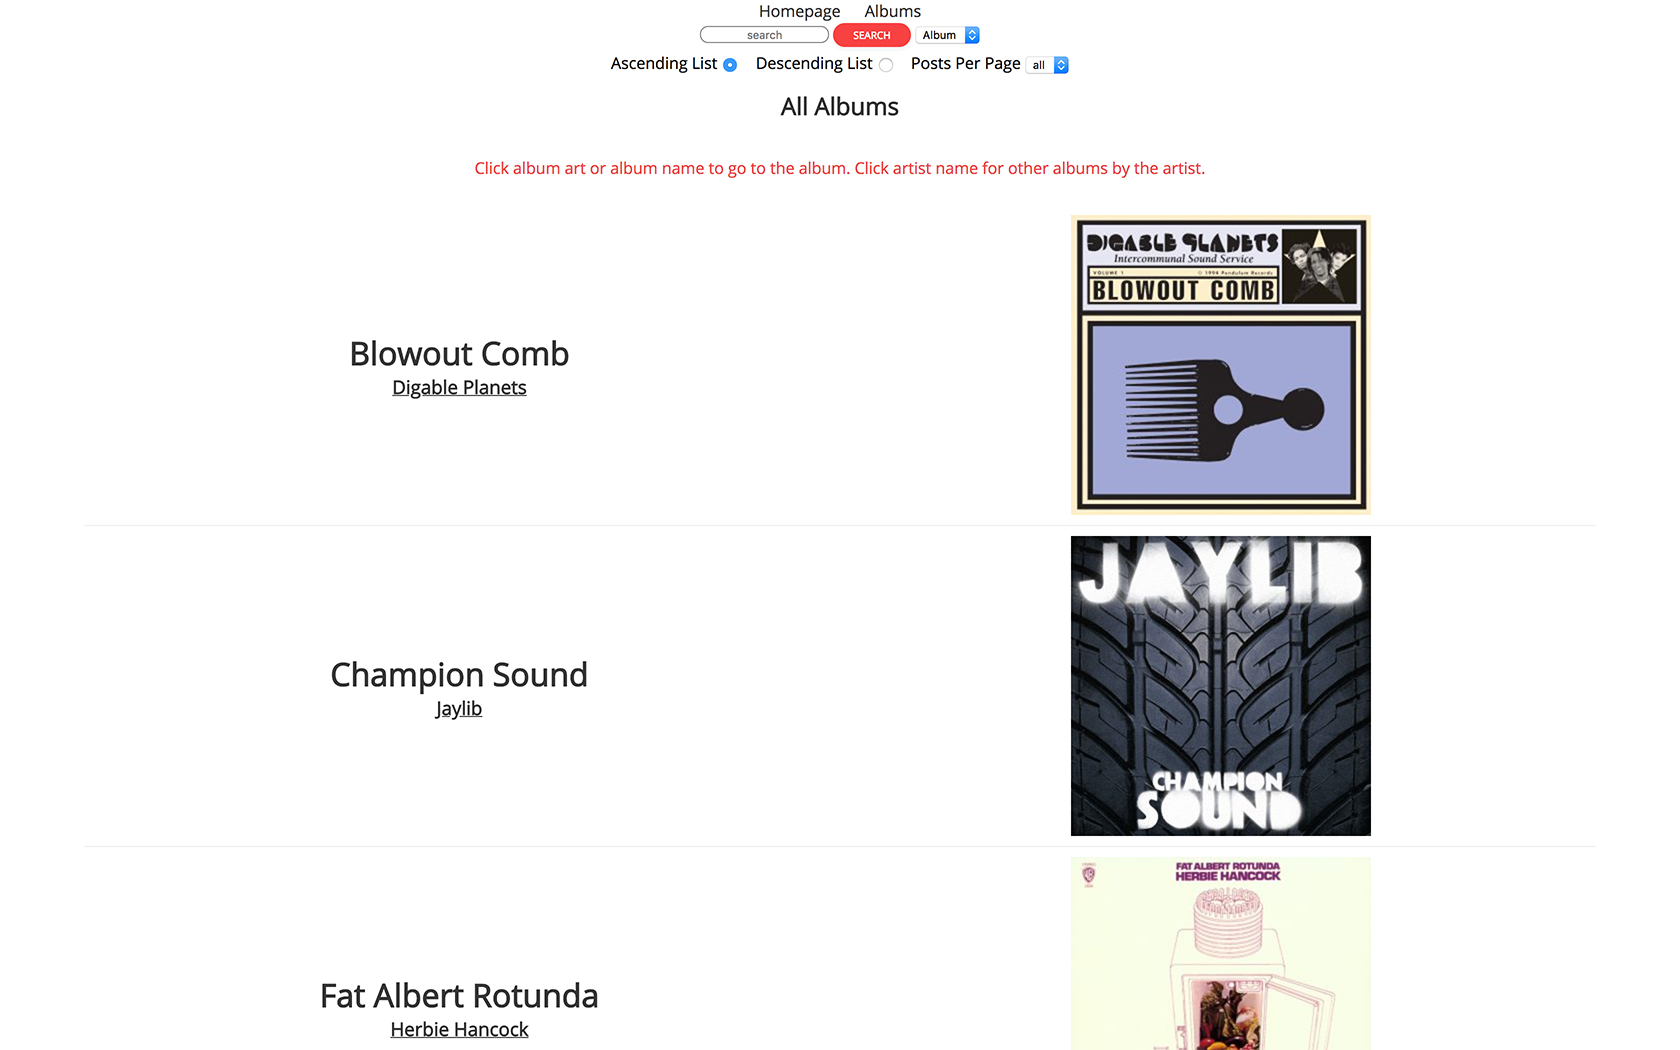 Homepage Albums
search SEARCH Album
Ascending List Descending List Posts Per Page all
All Albums
Click album art or album name to go to the album. Click artist name for other albums by the artist.
DIGABLE PLANETS
Intercommunal Sound Service
VOLUME 1 © 1994 Pendulum Records
BLOWOUT COMB
Blowout Comb
Digable Planets
JAYLIB
Champion Sound
Jaylib
CHAMPION
SOUND
FAT ALBERT ROTUNDA
HERBIE HANCOCK
Fat Albert Rotunda
Herbie Hancock